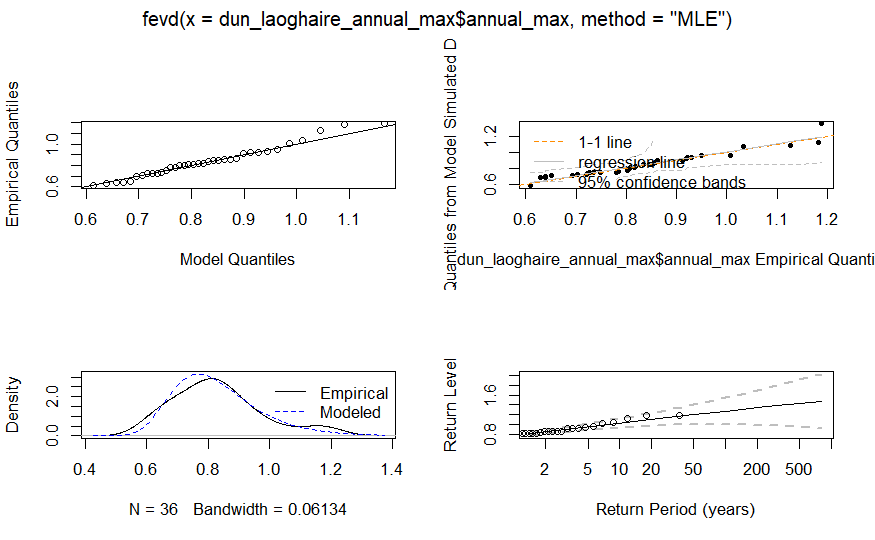 fevd(x = dun_laoghaire_annual_max$annual_max, method = "MLE")
Empirical Quantiles
0.6 1.0
0.6 0.7 0.8 0.9 1.0 1.1
Model Quantiles
Quantiles from Model Simulated D
0.6 1.2
1-1 line
regression line
95% confidence bands
0.6 0.7 0.8 0.9 1.0 1.1 1.2
dun_laoghaire_annual_max$annual_max Empirical Quanti
Density
0.0 2.0
Empirical
Modeled
0.4 0.6 0.8 1.0 1.2 1.4
N = 36 Bandwidth = 0.06134
Return Level
0.8 1.6
2 5 10 20 50 200 500
Return Period (years)